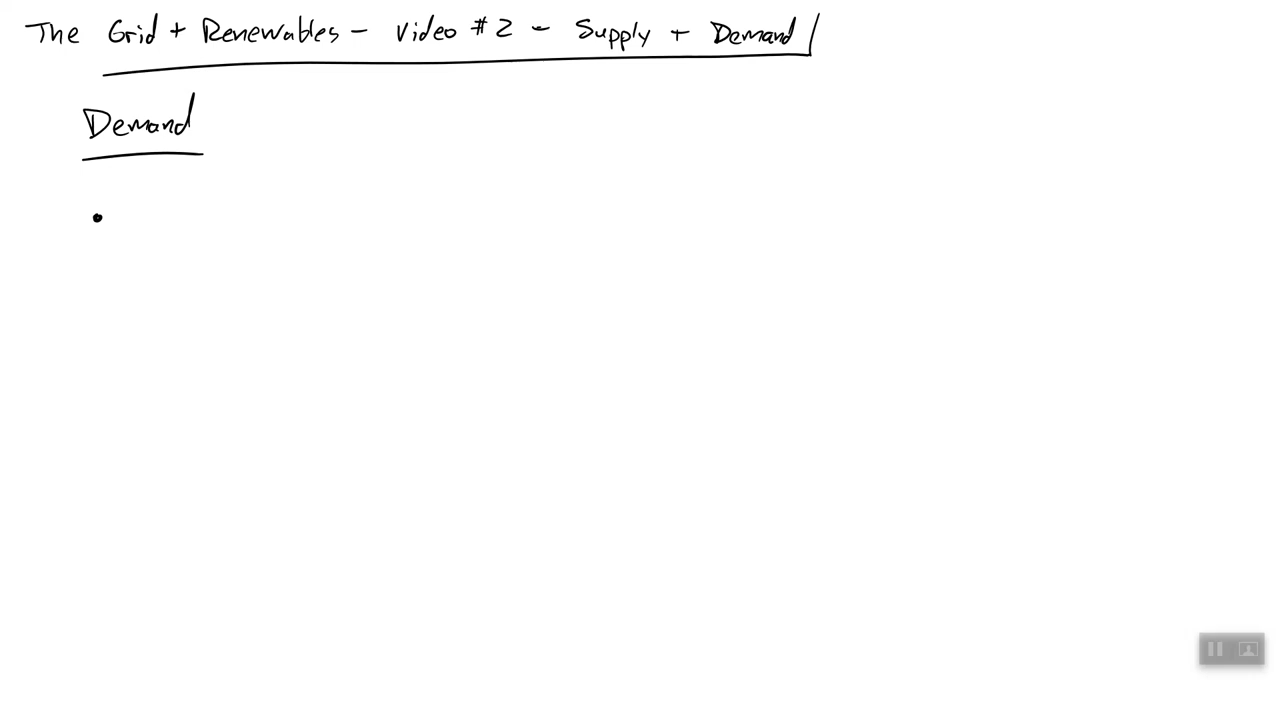 The Grid + Renewables - Video #2 - Supply + Demand
Demand
•